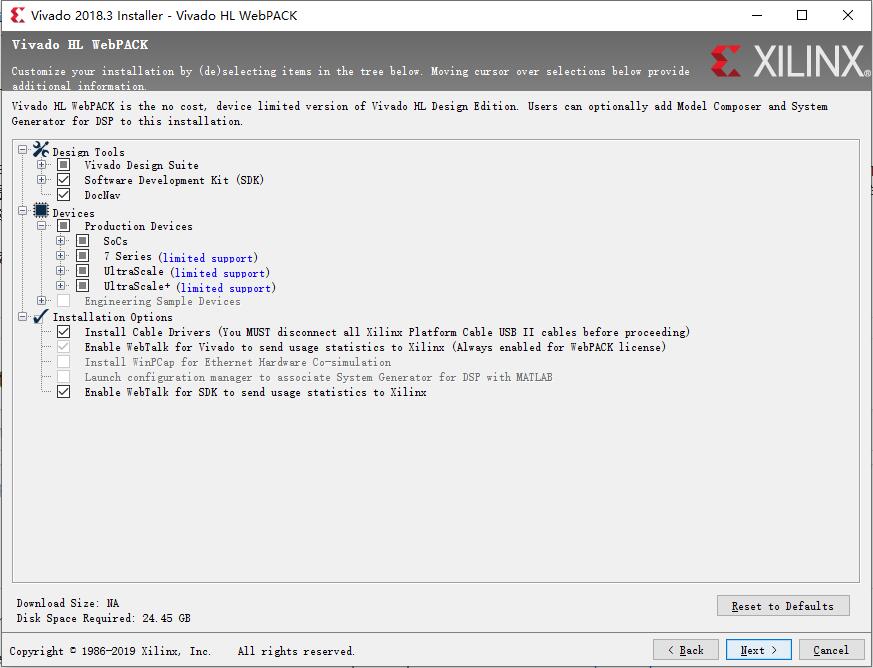 Vivado 2018.3 Installer - Vivado HL WebPACK
Vivado HL WebPACK
Customize your installation by (de)selecting items in the tree below. Moving cursor over selections below provide
additional information.
XILINX®
Vivado HL WebPACK is the no cost, device limited version of Vivado HL Design Edition. Users can optionally add Model Composer and System
Generator for DSP to this installation.
Design Tools
Vivado Design Suite
Software Development Kit (SDK)
DocNav
Devices
Production Devices
SoCs
7 Series (limited support)
UltraScale (limited support)
UltraScale+ (limited support)
Engineering Sample Devices
Installation Options
Install Cable Drivers (You MUST disconnect all Xilinx Platform Cable USB II cables before proceeding)
Enable WebTalk for Vivado to send usage statistics to Xilinx (Always enabled for WebPACK license)
Install WinPCap for Ethernet Hardware Co-simulation
Launch configuration manager to associate System Generator for DSP with MATLAB
Enable WebTalk for SDK to send usage statistics to Xilinx
Download Size: NA
Disk Space Required: 24.45 GB
Reset to Defaults
Copyright © 1986-2019 Xilinx, Inc. All rights reserved.
< Back
Next >
Cancel